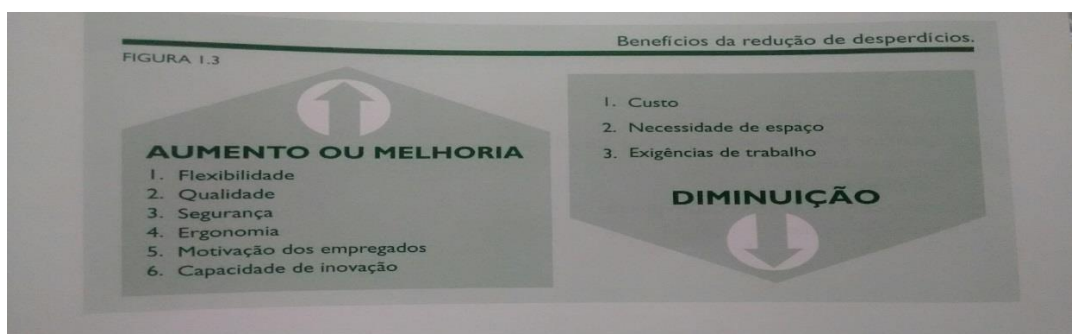 Benefícios da redução de desperdícios.
FIGURA 1.3
AUMENTO OU MELHORIA
1. Flexibilidade
2. Qualidade
3. Segurança
4. Ergonomia
5. Motivação dos empregados
6. Capacidade de inovação
1. Custo
2. Necessidade de espaço
3. Exigências de trabalho
DIMINUIÇÃO